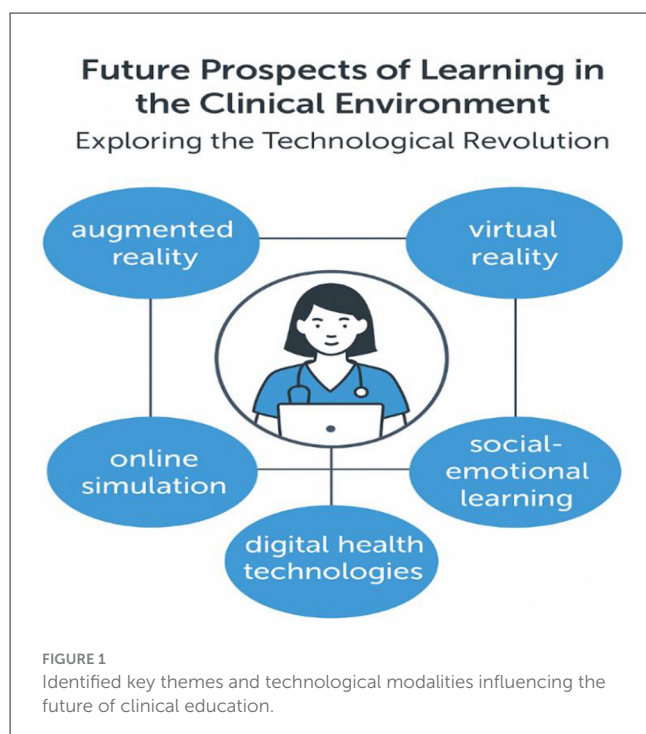 Future Prospects of Learning in
the Clinical Environment
Exploring the Technological Revolution
augmented
reality
virtual
reality
online
simulation
social-
emotional
learning
digital health
technologies
FIGURE 1
Identified key themes and technological modalities influencing the
future of clinical education.